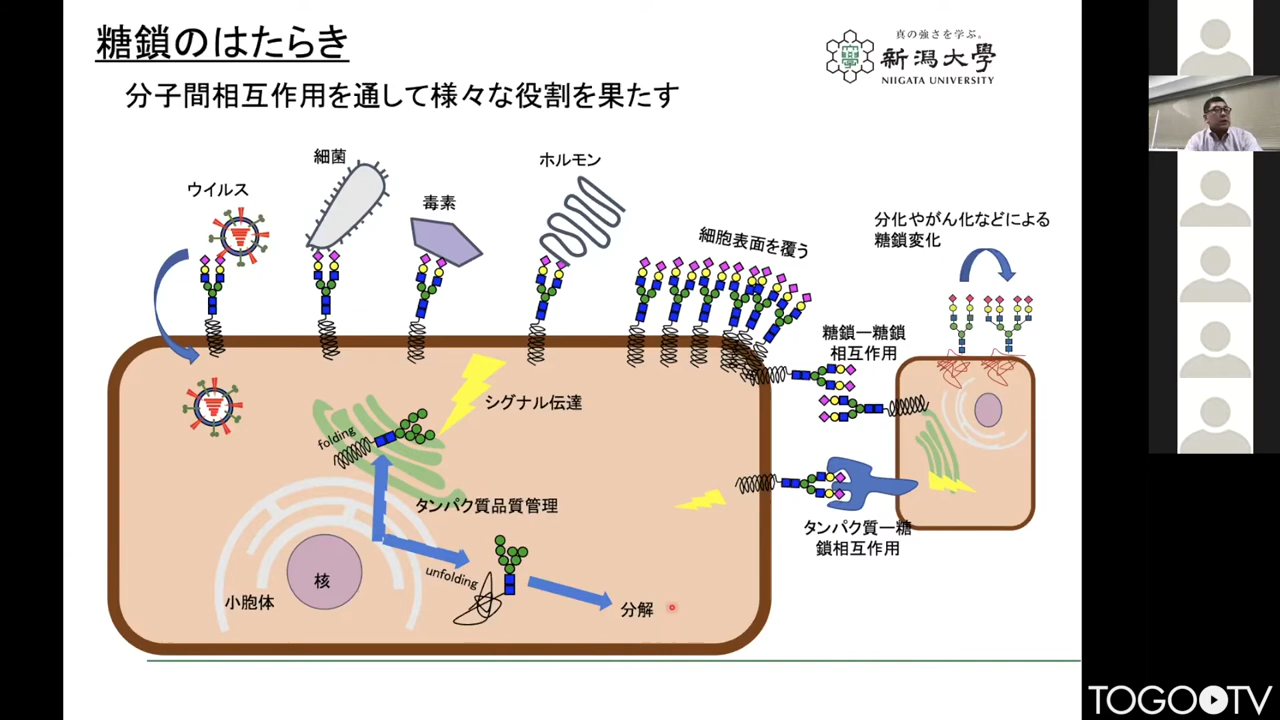 糖鎖のはたらき
真の強さを学ぶ。
新潟大学
NIIGATA UNIVERSITY
分子間相互作用を通して様々な役割を果たす
ウイルス
細菌
毒素
ホルモン
細胞表面を覆う
分化やがん化などによる
糖鎖変化
糖鎖ー糖鎖
相互作用
シグナル伝達
folding
タンパク質品質管理
タンパク質ー糖
鎖相互作用
unfolding
核
小胞体
分解
TOGOTV